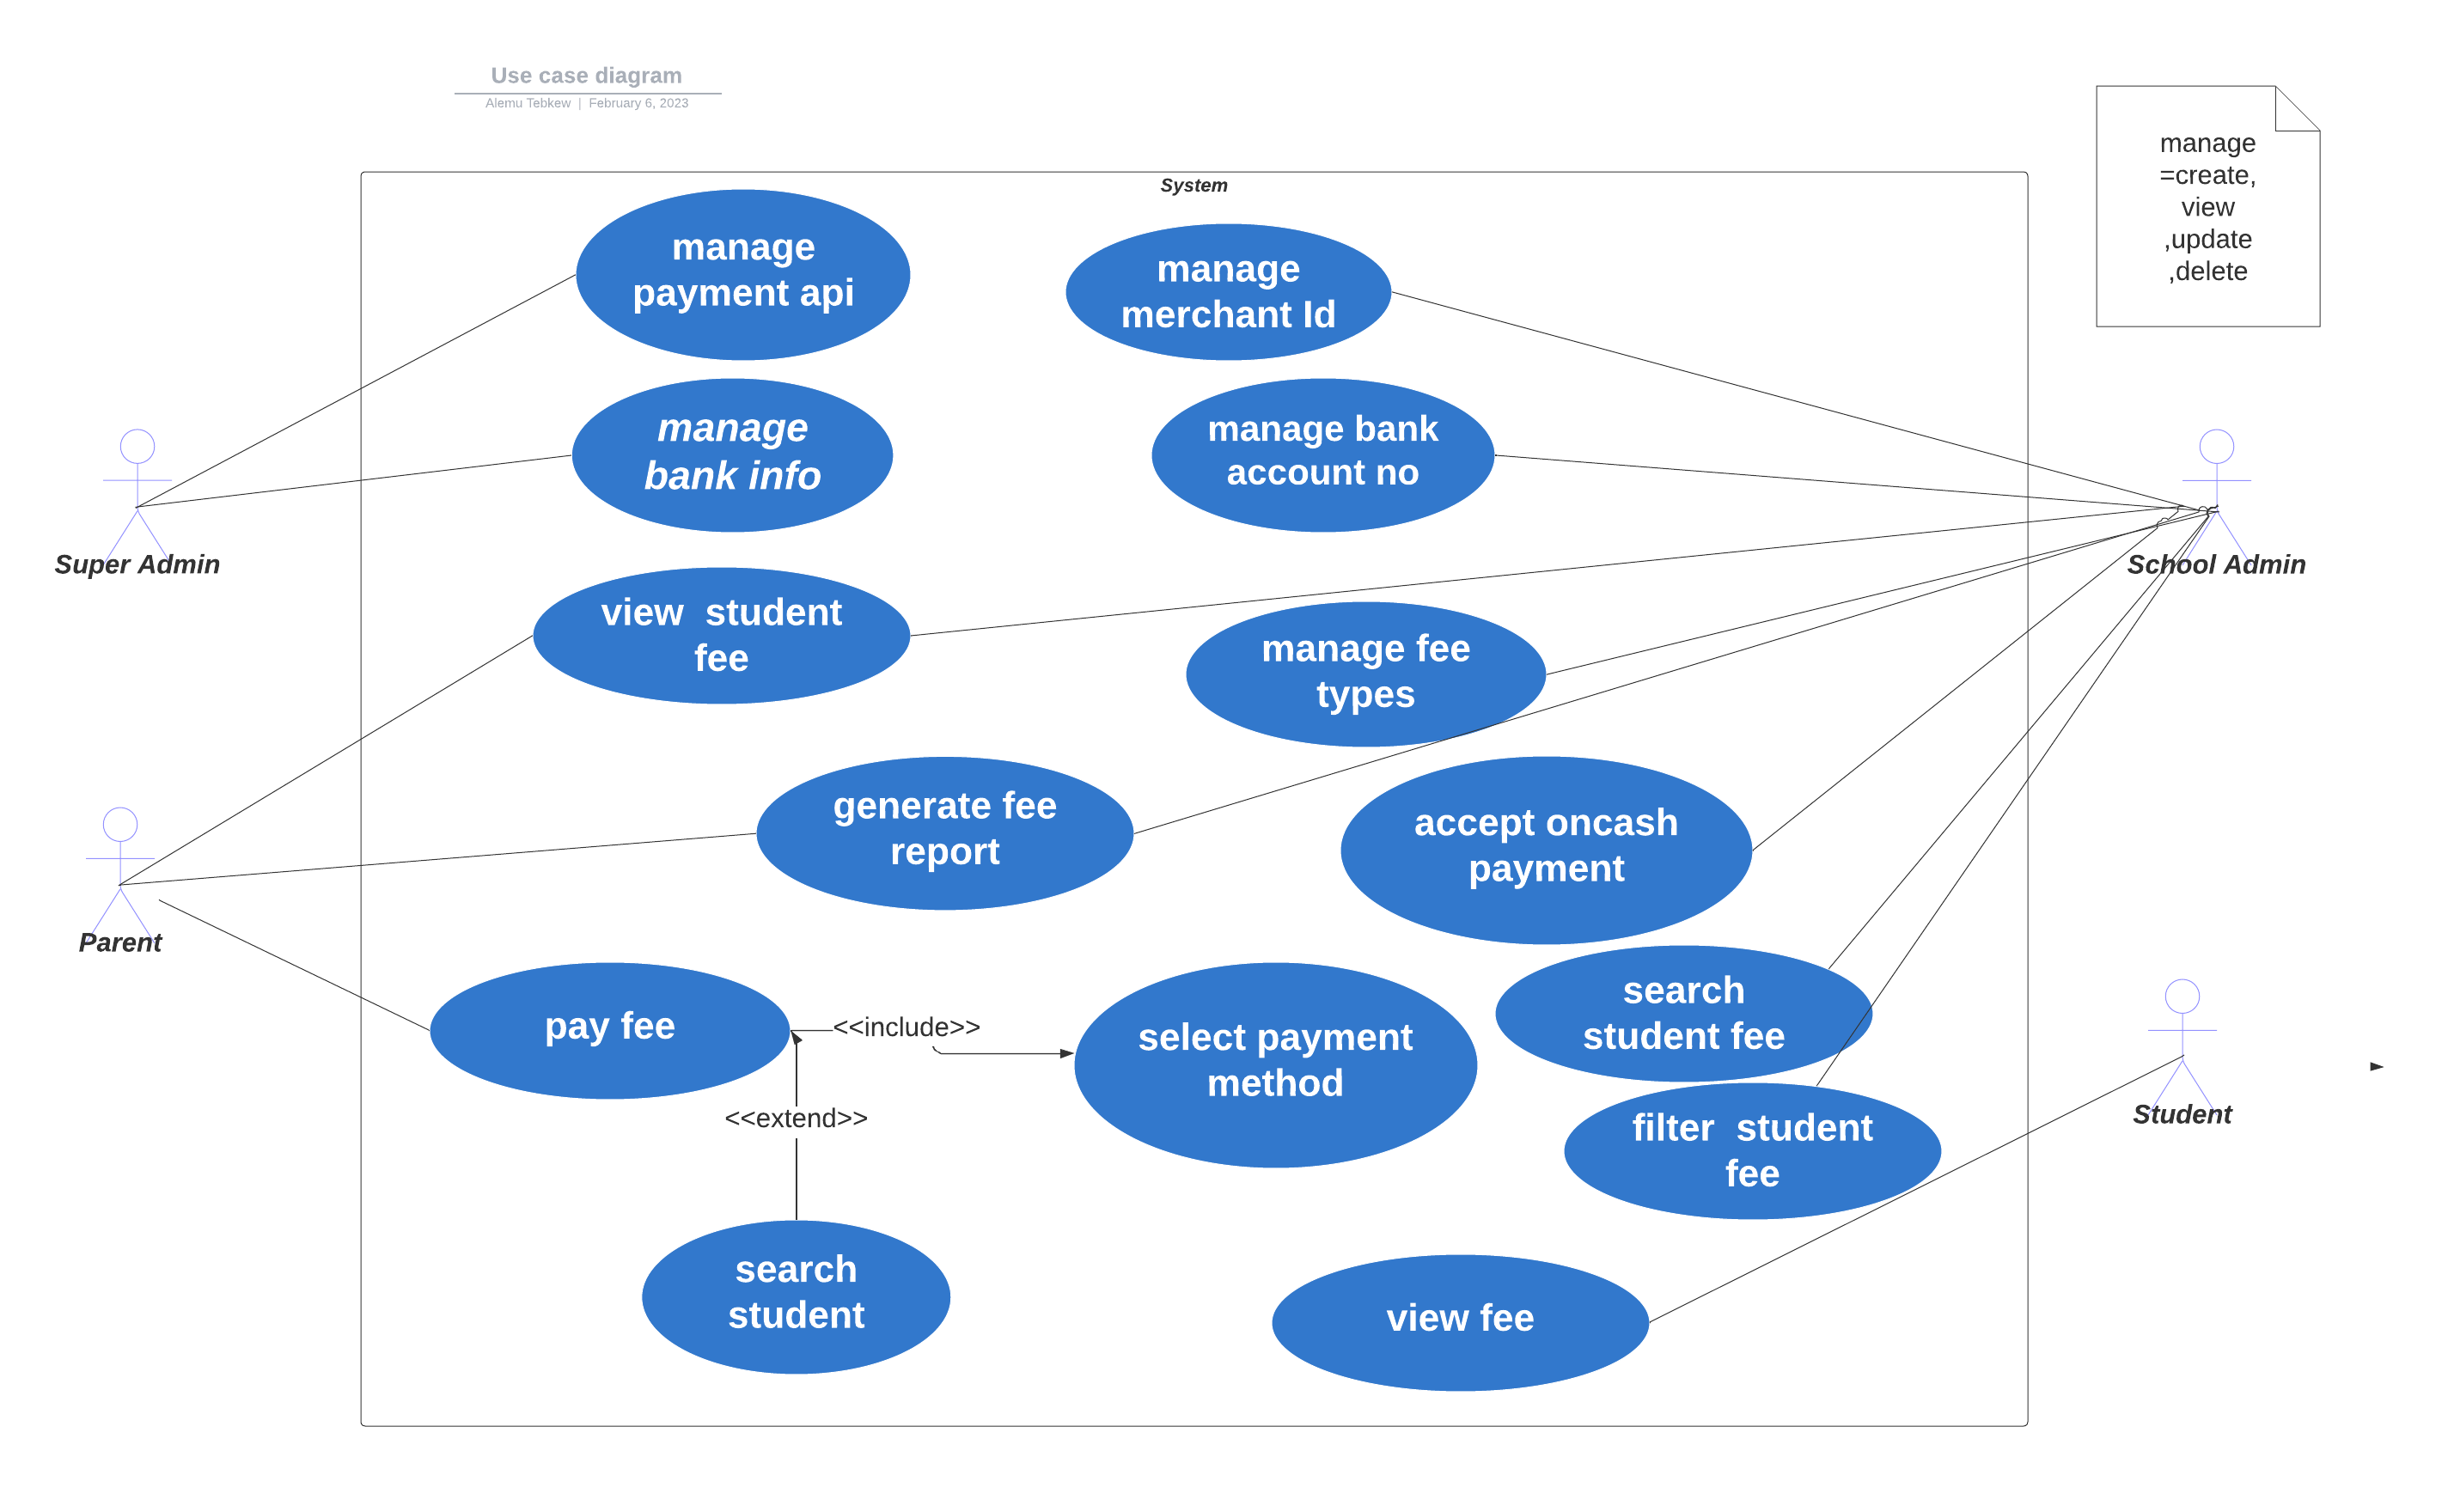 Use case diagram
Alemu Tebkew | February 6, 2023
manage
=create,
view
,update
,delete
System
manage
payment api
manage
merchant Id
manage
bank info
manage bank
account no
Super Admin
School Admin
view  student
fee
manage fee
types
generate fee
report
accept oncash
payment
Parent
pay fee
<<include>>
select payment
method
search
student fee
<<extend>>
filter  student
fee
Student
search
student
view fee